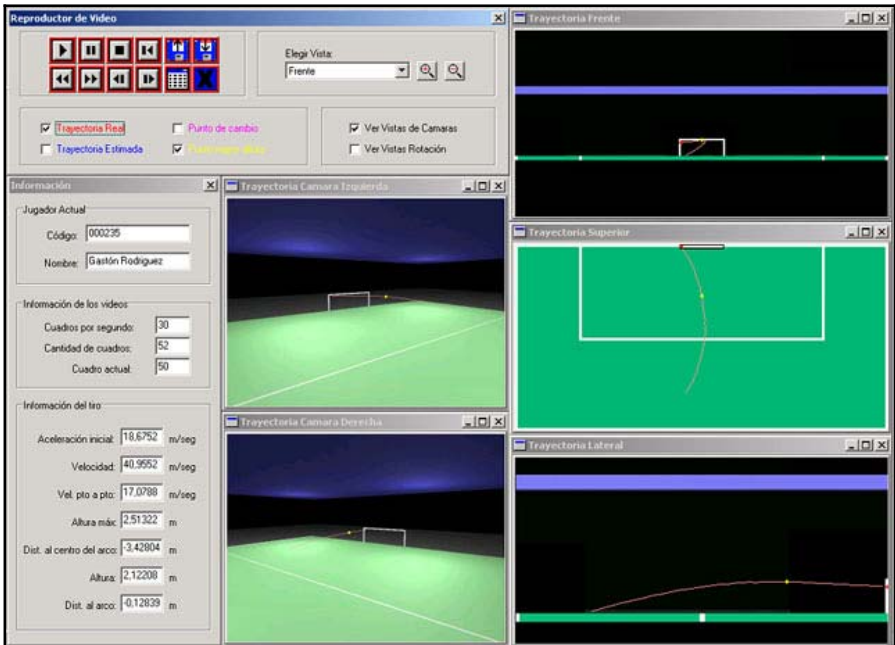 Reproductor de Video
Elegir Vista:
Frente
Trayectoria Real
Punto de cambio
Trayectoria Estimada
Ver Vistas de Camaras
Ver Vistas Rotación
Información
Jugador Actual
Código: 000235
Nombre: Gastón Rodriguez
Información de los videos
Cuadros por segundo: 30
Cantidad de cuadros: 52
Cuadro actual: 50
Información del tiro
Aceleración inicial: 18,6752 m/seg
Velocidad: 40,9552 m/seg
Vel. pto a pto: 17,0788 m/seg
Altura máx: 2,51322 m
Dist. al centro del arco: -3,42804 m
Altura: 2,12208 m
Dist. al arco: -0,12839 m
Trayectoria Camara Izquierda
Trayectoria Camara Derecha
Trayectoria Frente
Trayectoria Superior
Trayectoria Lateral